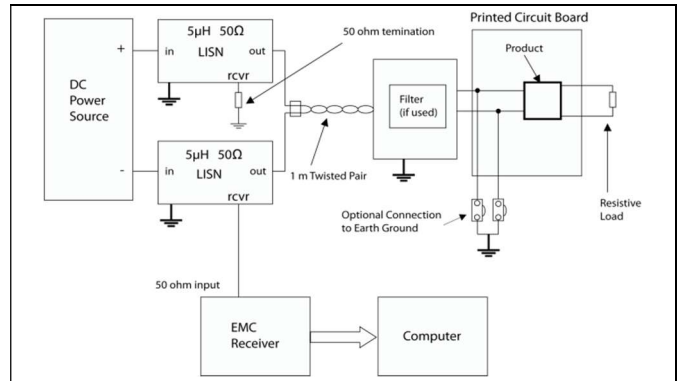 Printed Circuit Board
5µH 50Ω
LISN
in
out
rcvr
50 ohm temination
Product
+
DC
Power
Source
-
Filter
(if used)
5µH 50Ω
LISN
in
out
rcvr
1 m Twisted Pair
Optional Connection
to Earth Ground
Resistive
Load
50 ohm input
EMC
Receiver
Computer